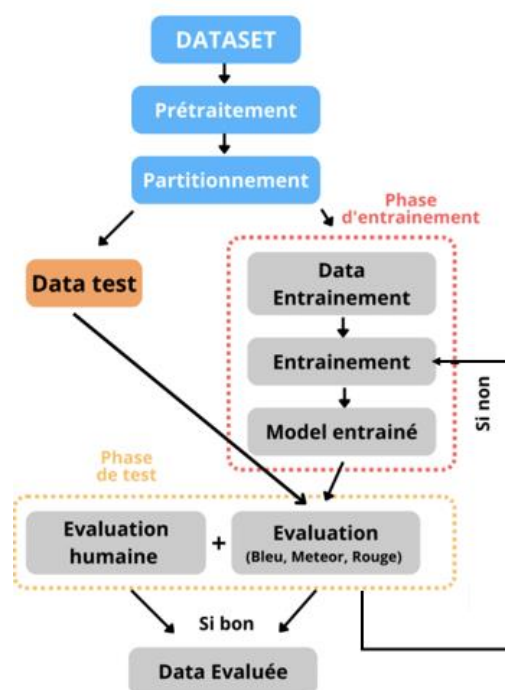 DATASET
Prétraitement
Partitionnement
Phase
d'entrainement
Data test
Data
Entrainement
Entrainement
Si non
Model entrainé
Phase
de test
Evaluation
humaine
+
Evaluation
(Bleu, Meteor, Rouge)
Si bon
Data Evaluée